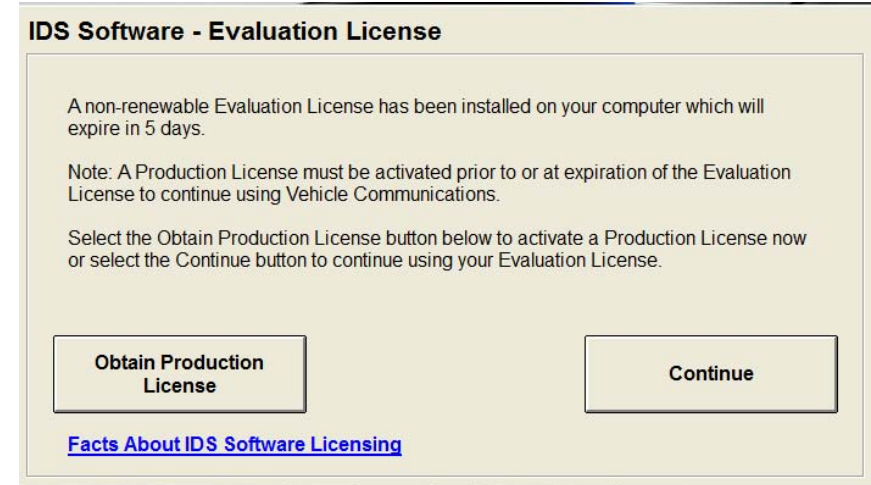 IDS Software - Evaluation License
A non-renewable Evaluation License has been installed on your computer which will
expire in 5 days.
Note: A Production License must be activated prior to or at expiration of the Evaluation
License to continue using Vehicle Communications.
Select the Obtain Production License button below to activate a Production License now
or select the Continue button to continue using your Evaluation License.
Obtain Production
License
Continue
Facts About IDS Software Licensing